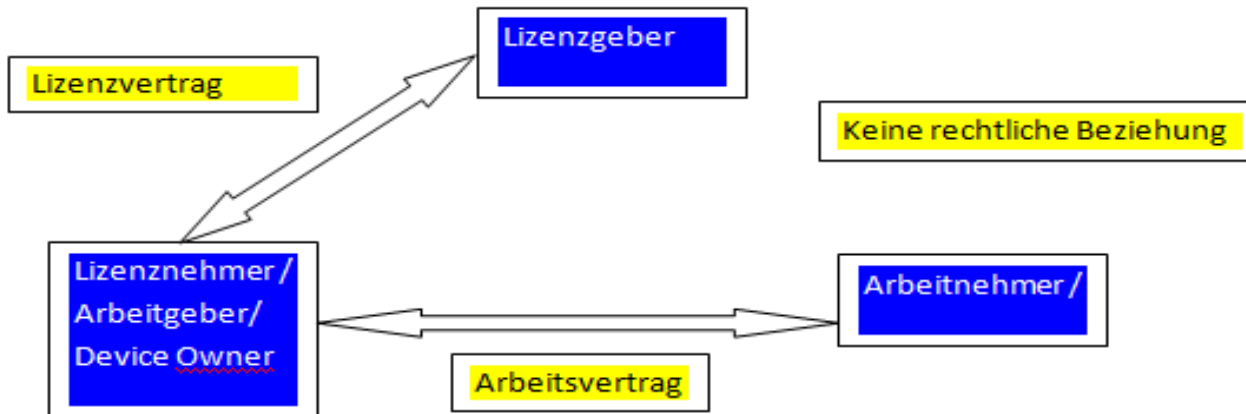 Lizenzgeber
Lizenzvertrag
Keine rechtliche Beziehung
Lizenznehmer /
Arbeitgeber/
Device Owner
Arbeitnehmer /
Arbeitsvertrag